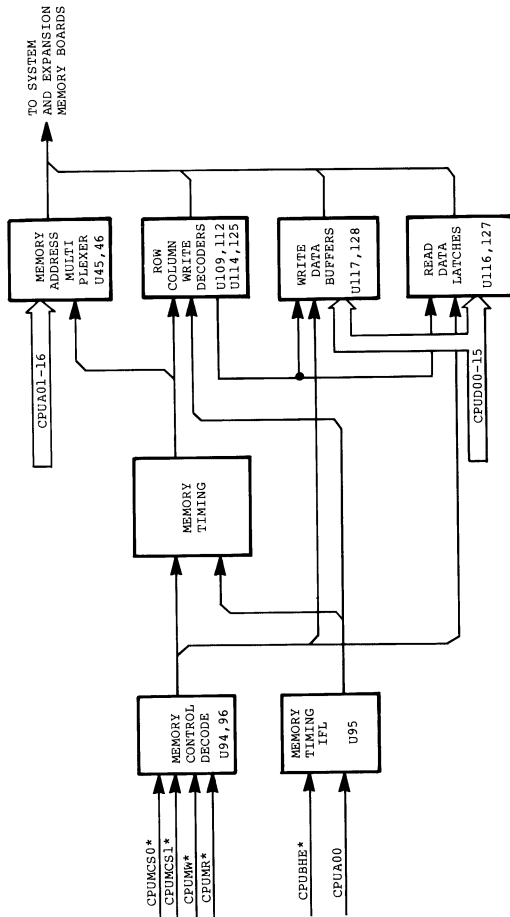 TO SYSTEM
AND EXPANSION
MEMORY BOARDS
CPUA01-16
MEMORY
ADDRESS
MULTI
PLEXER
U45,46
ROW
COLUMN
WRITE
DECODERS
U109,112
U114,125
WRITE
DATA
BUFFERS
U117,128
READ
DATA
LATCHES
U116,127
CPUD00-15
MEMORY
TIMING
MEMORY
CONTROL
DECODE
U94,96
MEMORY
TIMING
IFL
U95
CPUMCS0*
CPUMCS1*
CPUMW*
CPUMR*
CPUBHE*
CPUA00